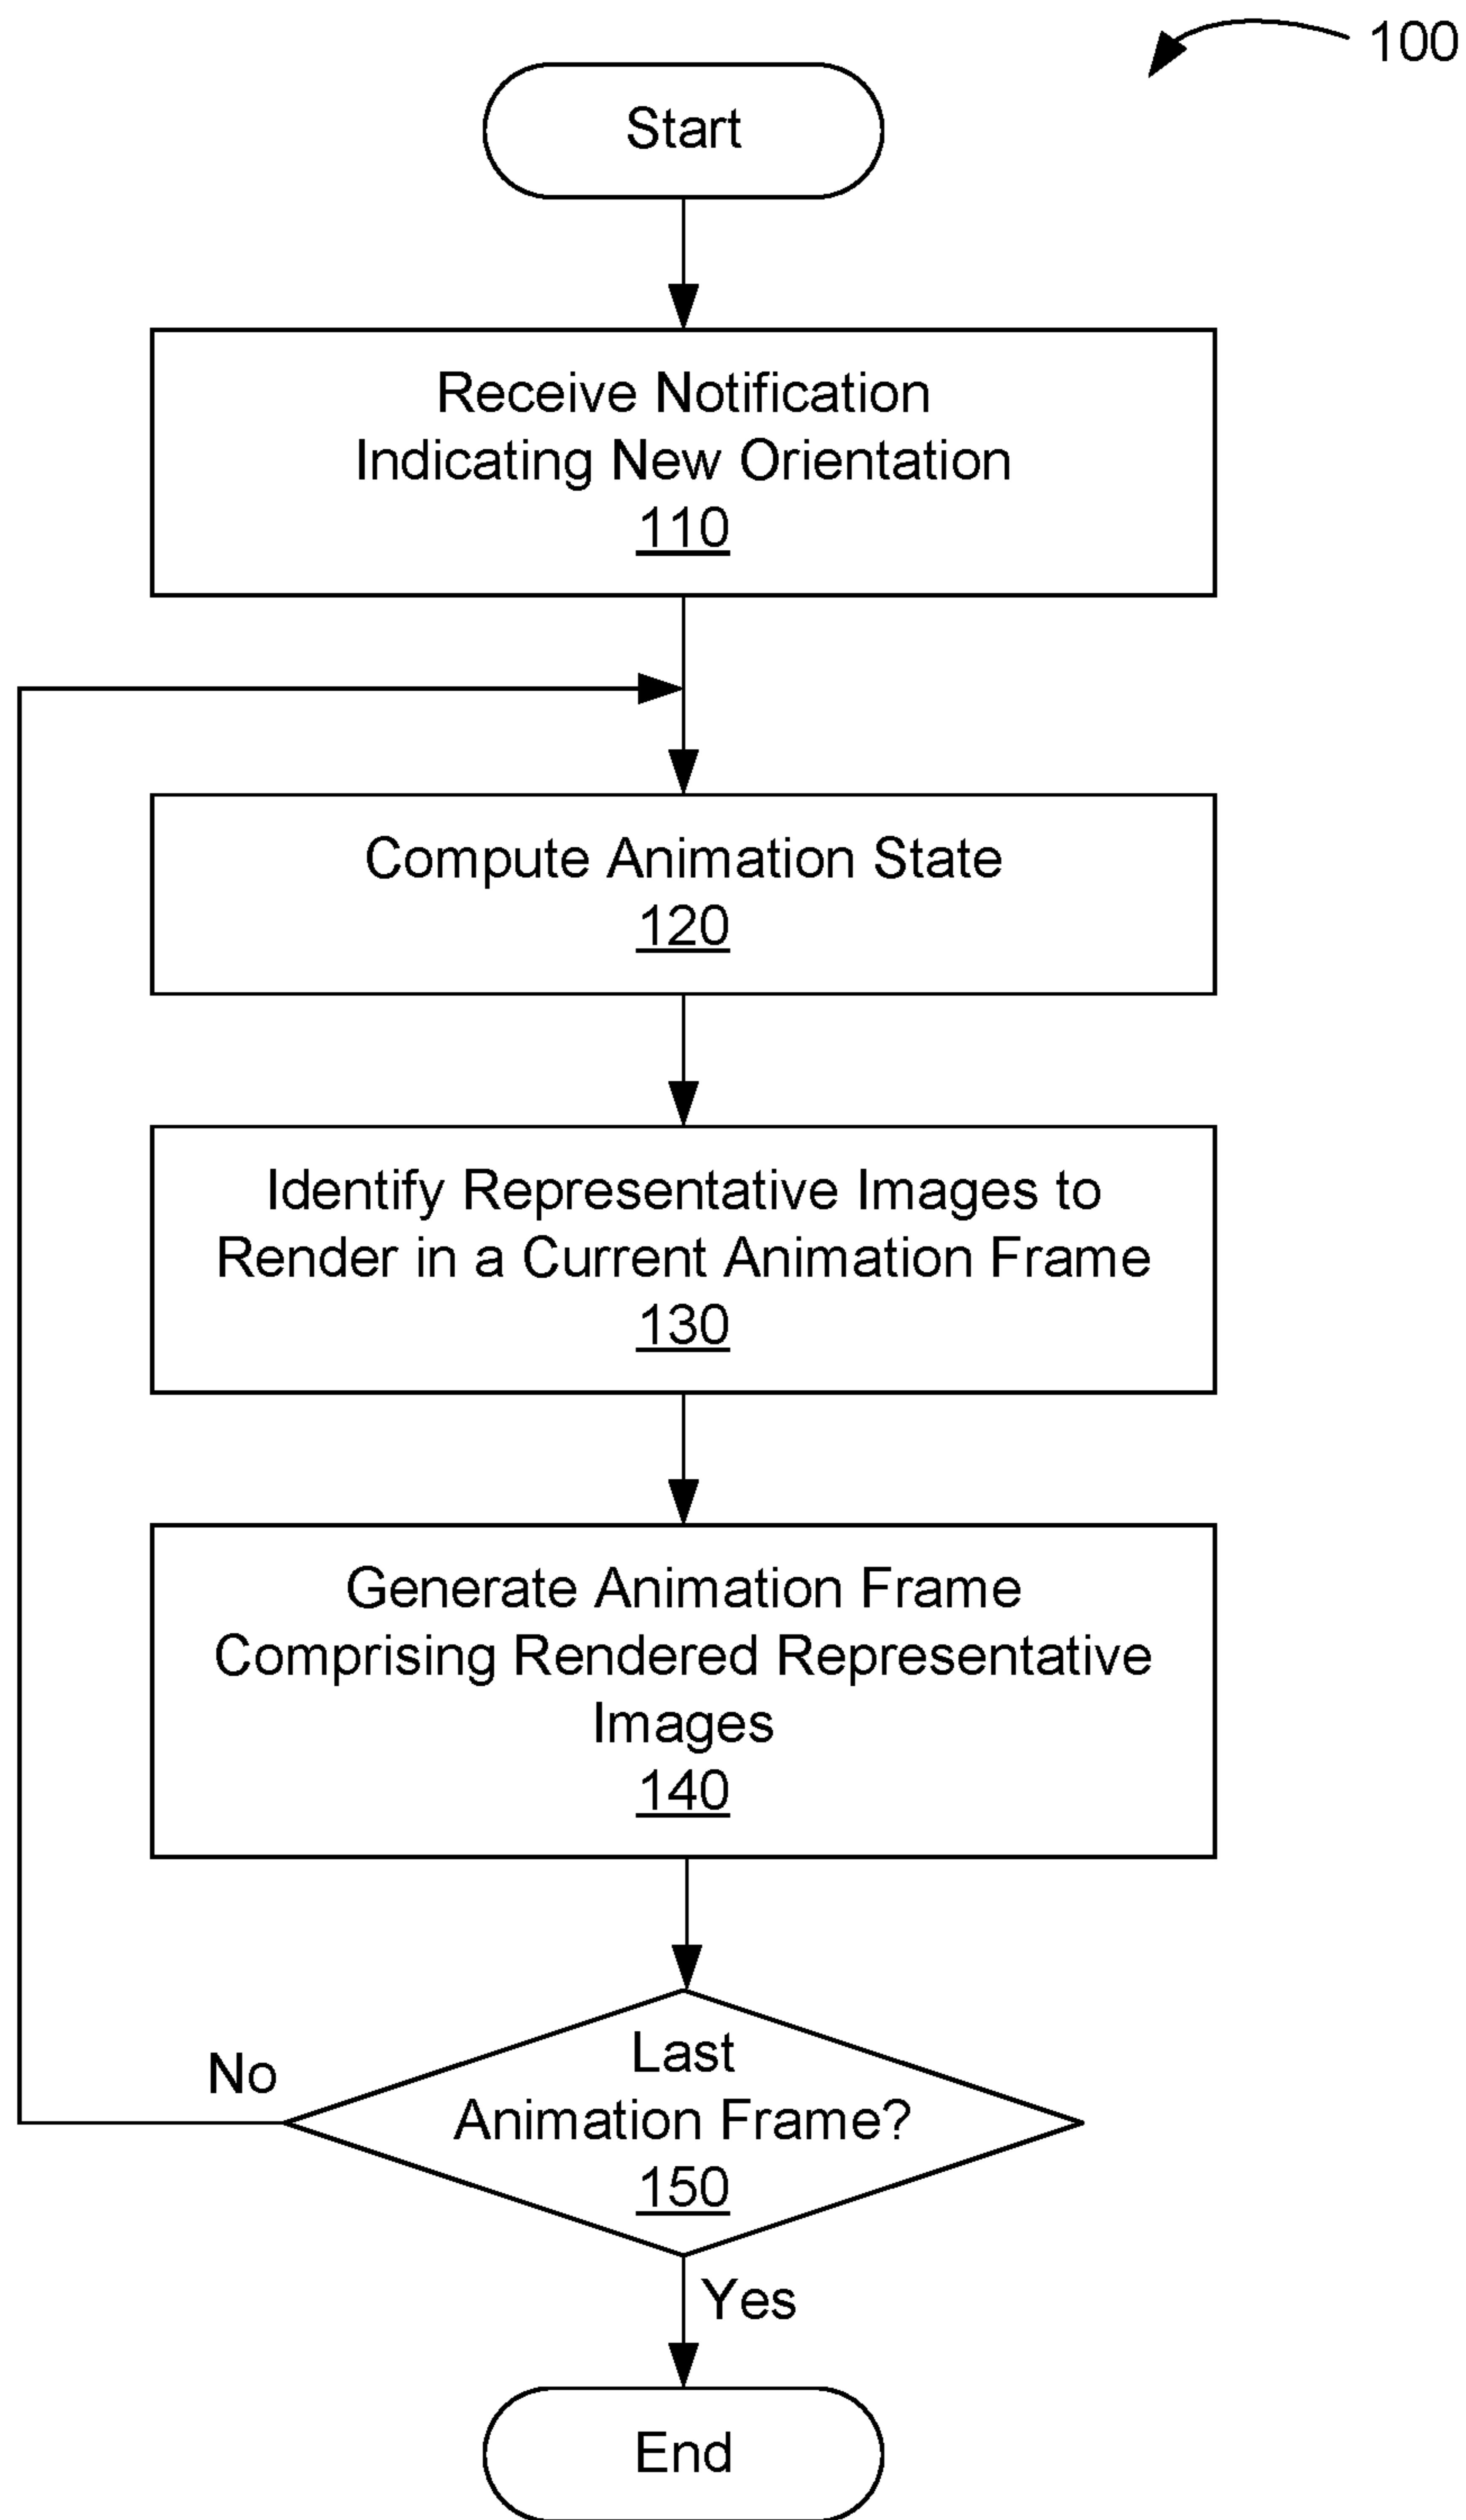 100
Start
Receive Notification
Indicating New Orientation
110
Compute Animation State
120
Identify Representative Images to
Render in a Current Animation Frame
130
Generate Animation Frame
Comprising Rendered Representative
Images
140
Last
Animation Frame?
150
No
Yes
End